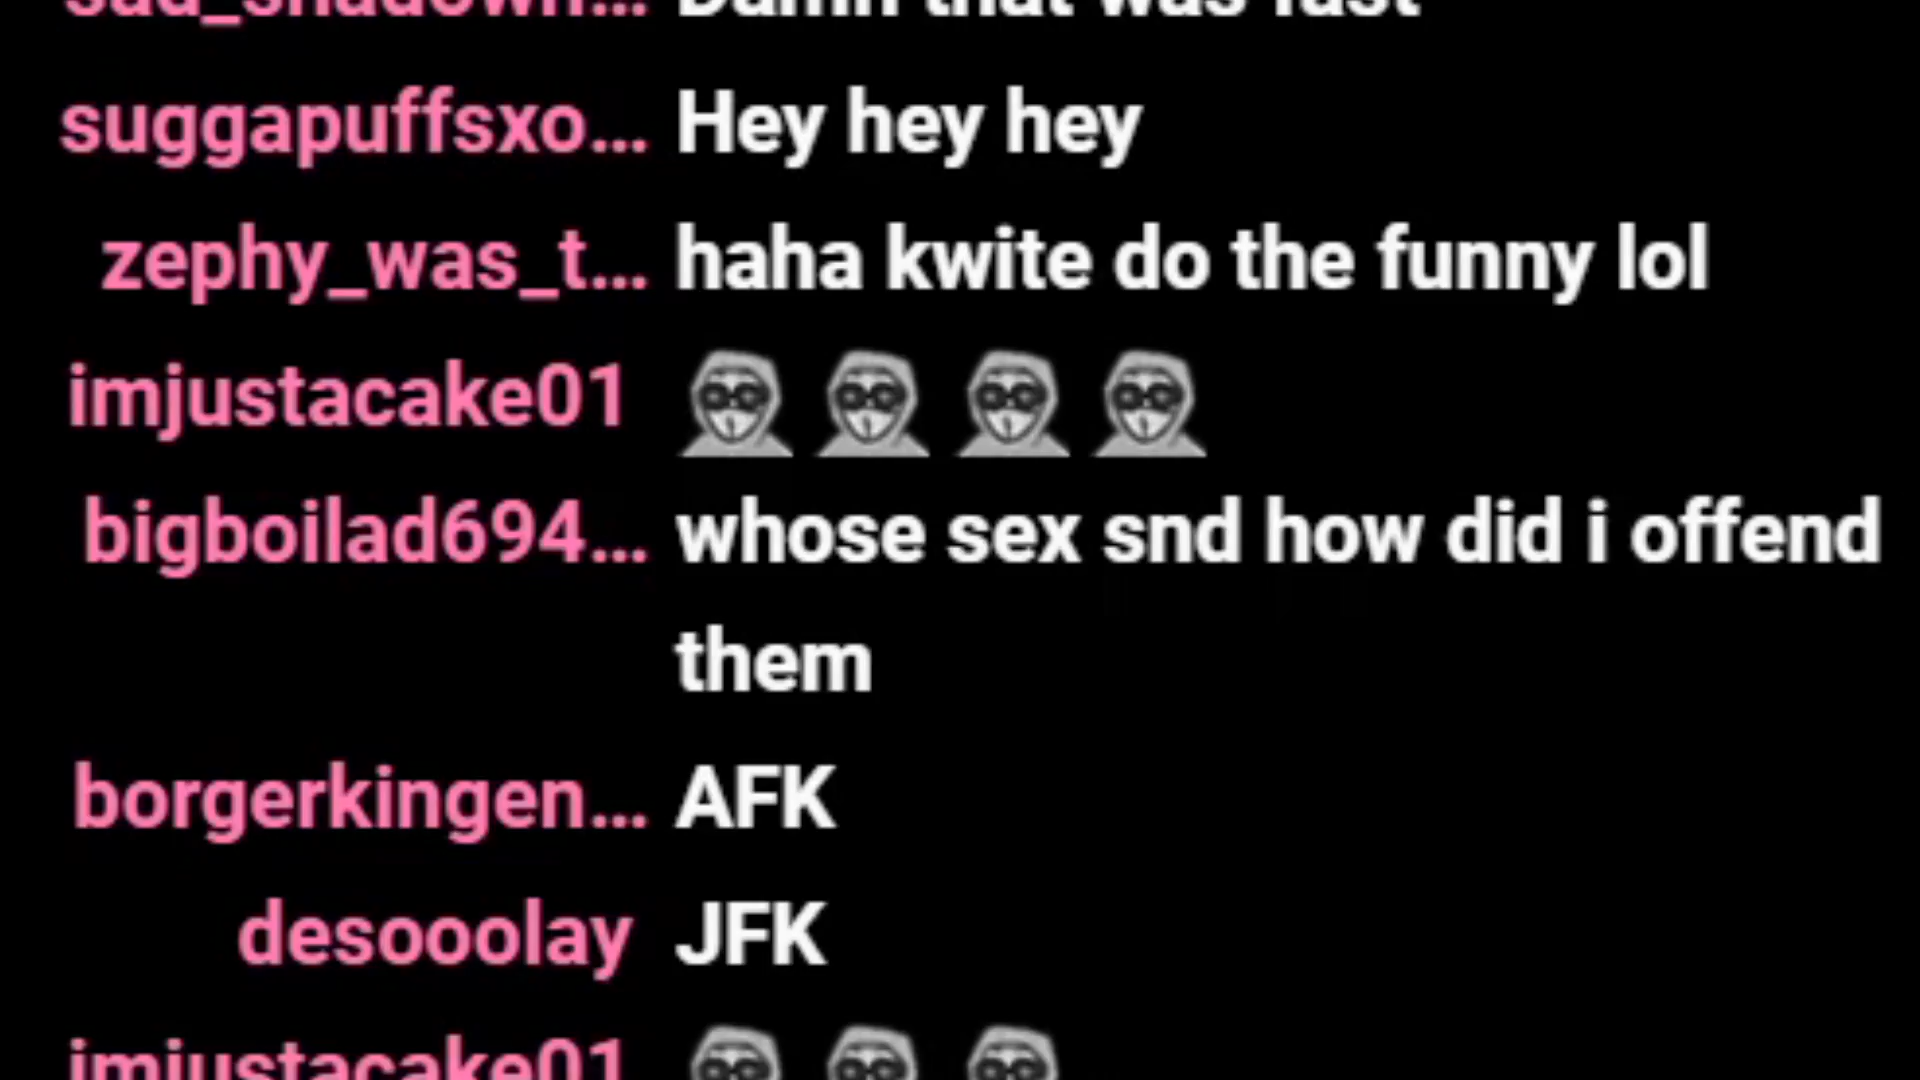 sad_shadown... Damn that was fast
suggapuffsxo... Hey hey hey
zephy_was_t... haha kwite do the funny lol
imjustacake01
bigboilad694... whose sex snd how did i offend
them
borgerkingen... AFK
desooolay JFK
imjustacake01